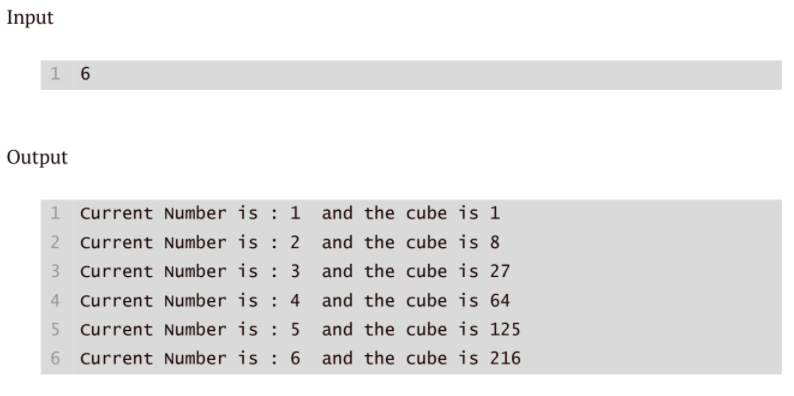 Input
1 6
Output
1 Current Number is : 1  and the cube is 1
2 Current Number is : 2  and the cube is 8
3 Current Number is : 3  and the cube is 27
4 Current Number is : 4  and the cube is 64
5 Current Number is : 5  and the cube is 125
6 Current Number is : 6  and the cube is 216